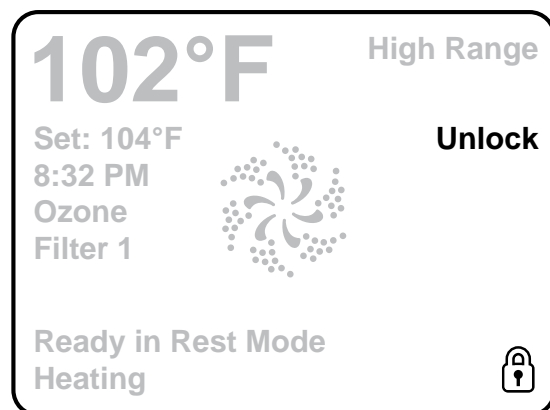 102°F
High Range
Set: 104°F
Unlock
8:32 PM
Ozone
Filter 1
Ready in Rest Mode
Heating